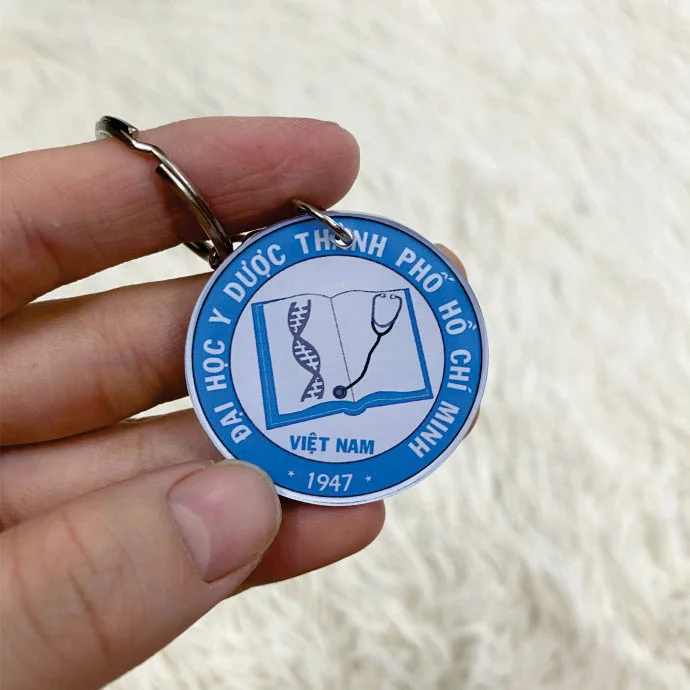 ĐẠI HỌC Y DƯỢC THÀNH PHỐ HỒ CHÍ MINH
VIỆT NAM
* 1947 *